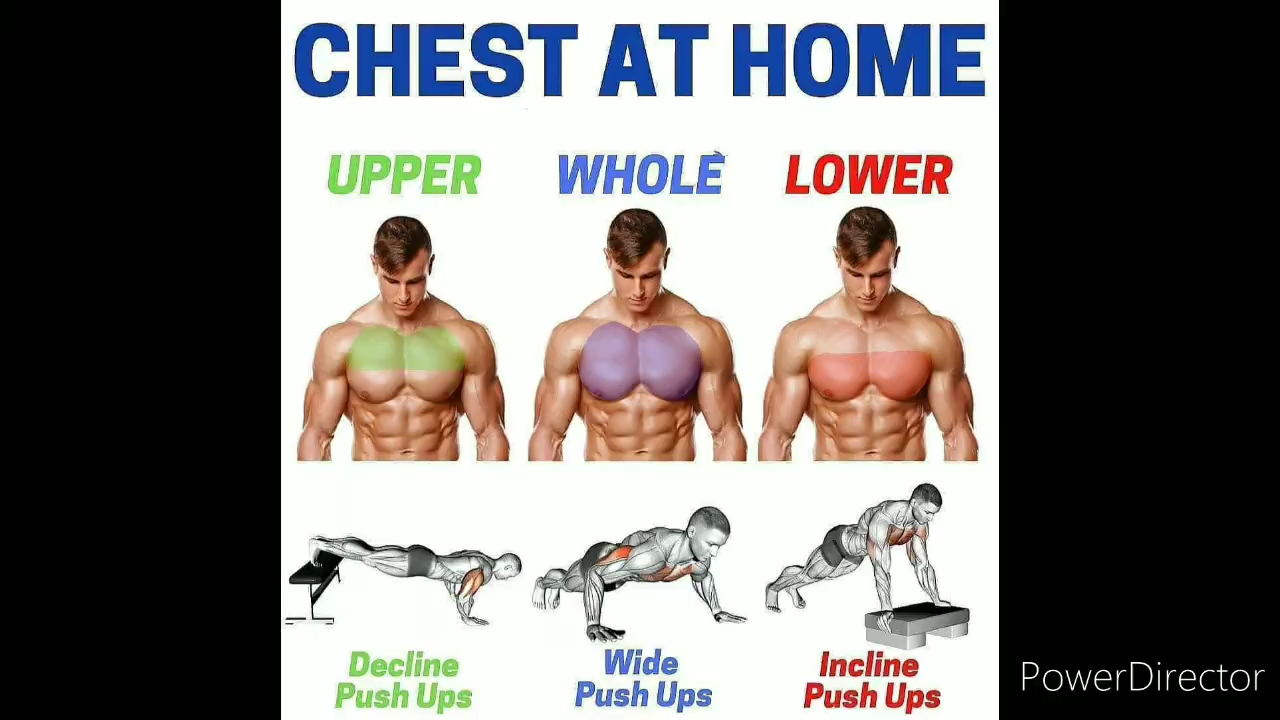 CHEST AT HOME
UPPER
WHOLE
LOWER
Decline
Push Ups
Wide
Push Ups
Incline
Push Ups
PowerDirector